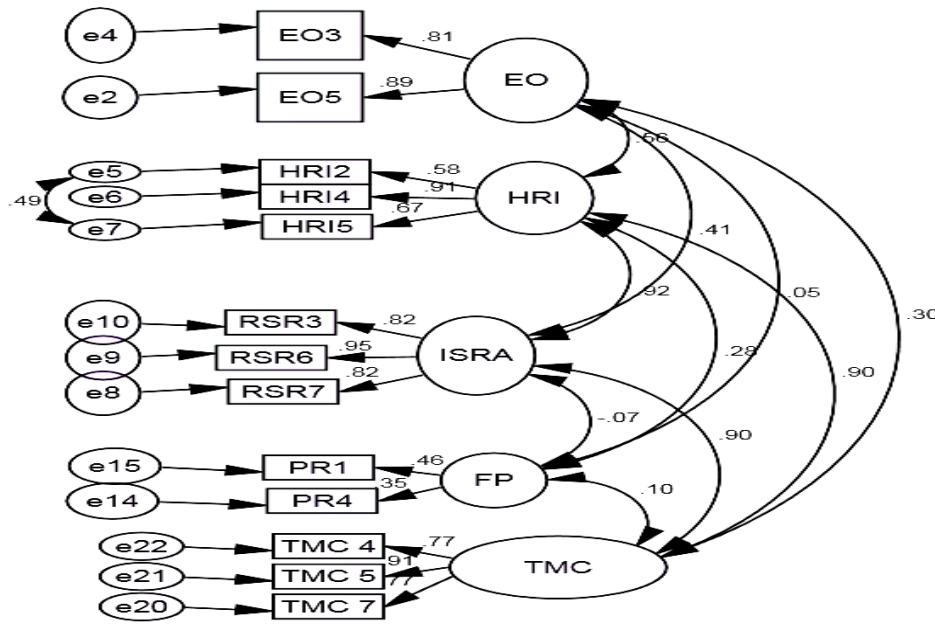 e4 EO3 .81
EO
e2 EO5 .89
.56
e5 HRI2 .58
e6 HRI4 .91
HRI
.49
e7 HRI5 .67
.41
.92 .05
.30
e10 RSR3 .82
e9 RSR6 .95
ISRA
.28
.90
e8 RSR7 .82
-.07
.90
e15 PR1 .46
FP
e14 PR4 .35
.10
e22 TMC 4 .77
e21 TMC 5 .91
TMC
e20 TMC 7 .77